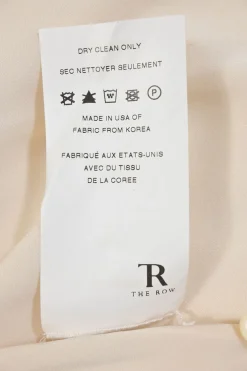 DRY CLEAN ONLY
SEC NETTOYER SEULEMENT
W P
MADE IN USA OF
FABRIC FROM KOREA
FABRIQUÉ AUX ETATS-UNIS
AVEC DU TISSU
DE LA CORÉE
TR
THE ROW